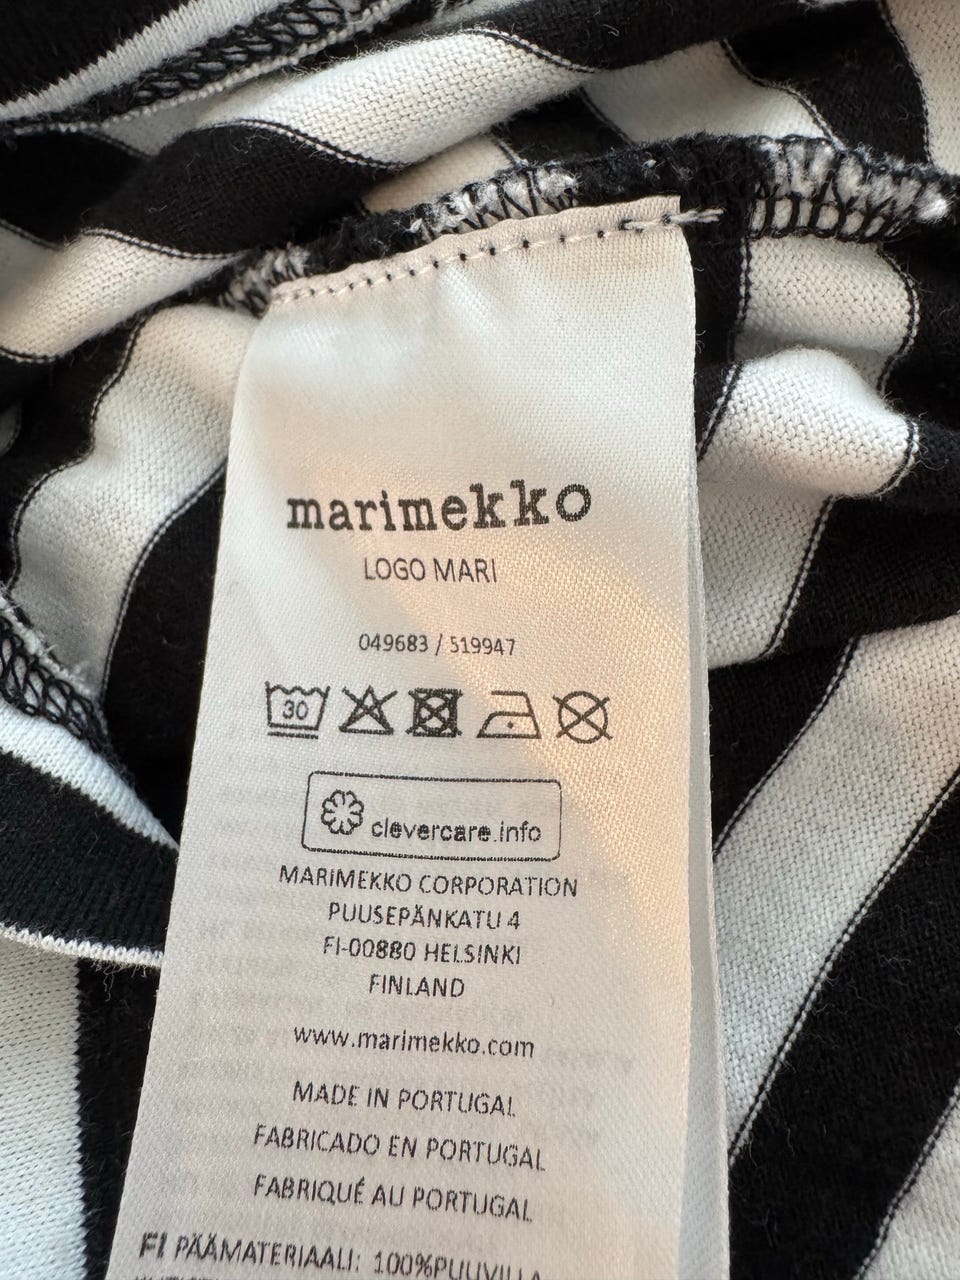 marimekko
LOGO MARI
049683 / 519947
30
clevercare.info
MARIMEKKO CORPORATION
PUUSEPÄNKATU 4
FI-00880 HELSINKI
FINLAND
www.marimekko.com
MADE IN PORTUGAL
FABRICADO EN PORTUGAL
FABRIQUÉ AU PORTUGAL
FI PÄÄMATERIAALI: 100%PUUVILLA